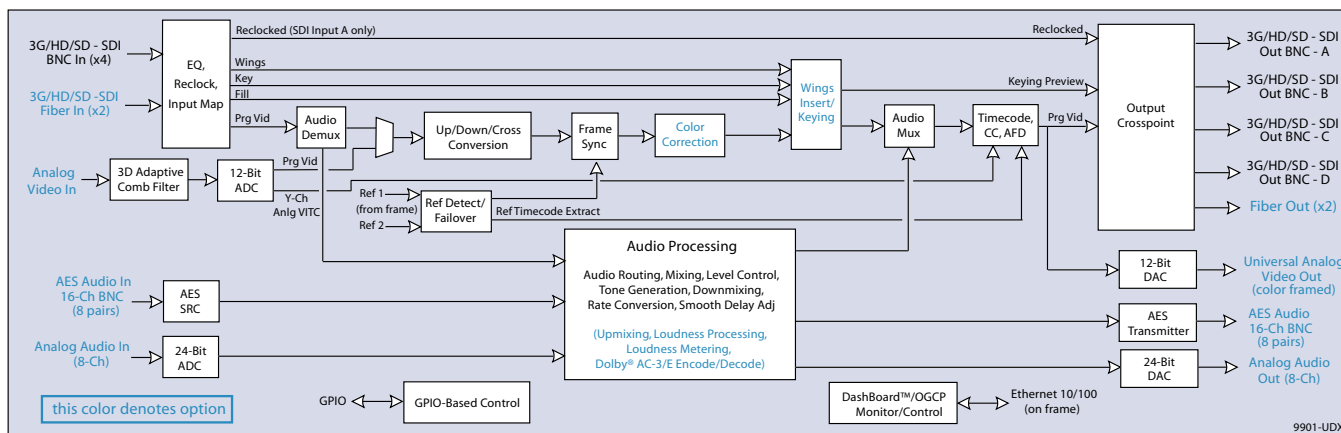 3G/HD/SD - SDI
BNC In (x4)
3G/HD/SD-SDI
Fiber In (x2)
EQ,
Reclock,
Input Map
Reclocked (SDI Input A only)
Reclocked
Wings
Key
Fill
Prg Vid
Audio
Demux
Up/Down/Cross
Conversion
Frame
Sync
Color
Correction
Wings
Insert/
Keying
Keying Preview
Audio
Mux
Timecode,
CC, AFD
Prg Vid
Output
Crosspoint
3G/HD/SD - SDI
Out BNC - A
3G/HD/SD - SDI
Out BNC - B
3G/HD/SD - SDI
Out BNC - C
3G/HD/SD - SDI
Out BNC - D
Fiber Out (x2)
Analog
Video In
3D Adaptive
Comb Filter
12-Bit
ADC
Prg Vid
Y-Ch
Anlg VITC
Ref 1
(from frame)
Ref 2
Ref Detect/
Failover
Ref Timecode Extract
Audio Processing
Audio Routing, Mixing, Level Control,
Tone Generation, Downmixing,
Rate Conversion, Smooth Delay Adj
(Upmixing, Loudness Processing,
Loudness Metering,
Dolby® AC-3/E Encode/Decode)
12-Bit
DAC
Universal Analog
Video Out
(color framed)
AES Audio In
16-Ch BNC
(8 pairs)
AES
SRC
AES
Transmitter
AES Audio
16-Ch BNC
(8 pairs)
Analog Audio In
(8-Ch)
24-Bit
ADC
24-Bit
DAC
Analog Audio
Out (8-Ch)
this color denotes option
GPIO
GPIO-Based Control
DashBoard™/OGCP
Monitor/Control
Ethernet 10/100
(on frame)
9901-UDX